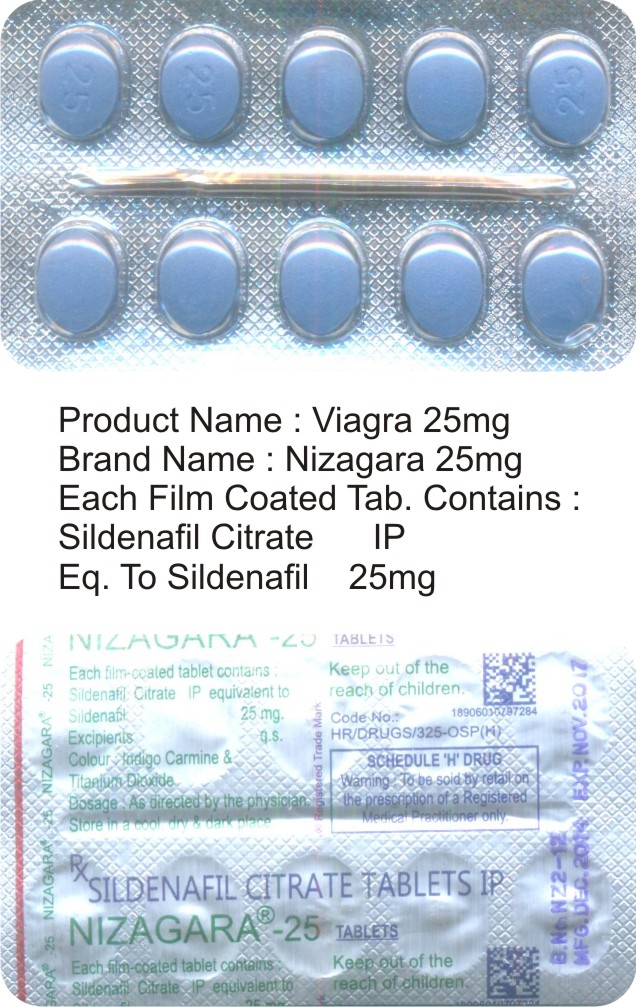 25
25
25
Product Name : Viagra 25mg
Brand Name : Nizagara 25mg
Each Film Coated Tab. Contains :
Sildenafil Citrate IP
Eq. To Sildenafil 25mg
NIZAGARA -25 TABLETS
Each film-coated tablet contains :
Sildenafil Citrate IP equivalent to
Sildenafil 25 mg.
Excipients q.s.
Colour : Indigo Carmine &
Titanium Dioxide
Dosage : As directed by the physician.
Store in a cool, dry & dark place
Keep out of the
reach of children.
Code No.:
HR/DRUGS/325-OSP(H)
SCHEDULE 'H' DRUG
Warning : To be sold by retail on
the prescription of a Registered
Medical Practitioner only.
® Registered Trade Mark
NIZAGARA® -25 NIZAGARA® -25 NIZAGARA® -25
B.No.NZ2-12
MFG.DEC.2014 EXP.NOV.2017
Rx
SILDENAFIL CITRATE TABLETS IP
NIZAGARA®-25 TABLETS
Each film-coated tablet contains :
Sildenafil Citrate IP equivalent to
25 mg
Keep out of the
reach of children.